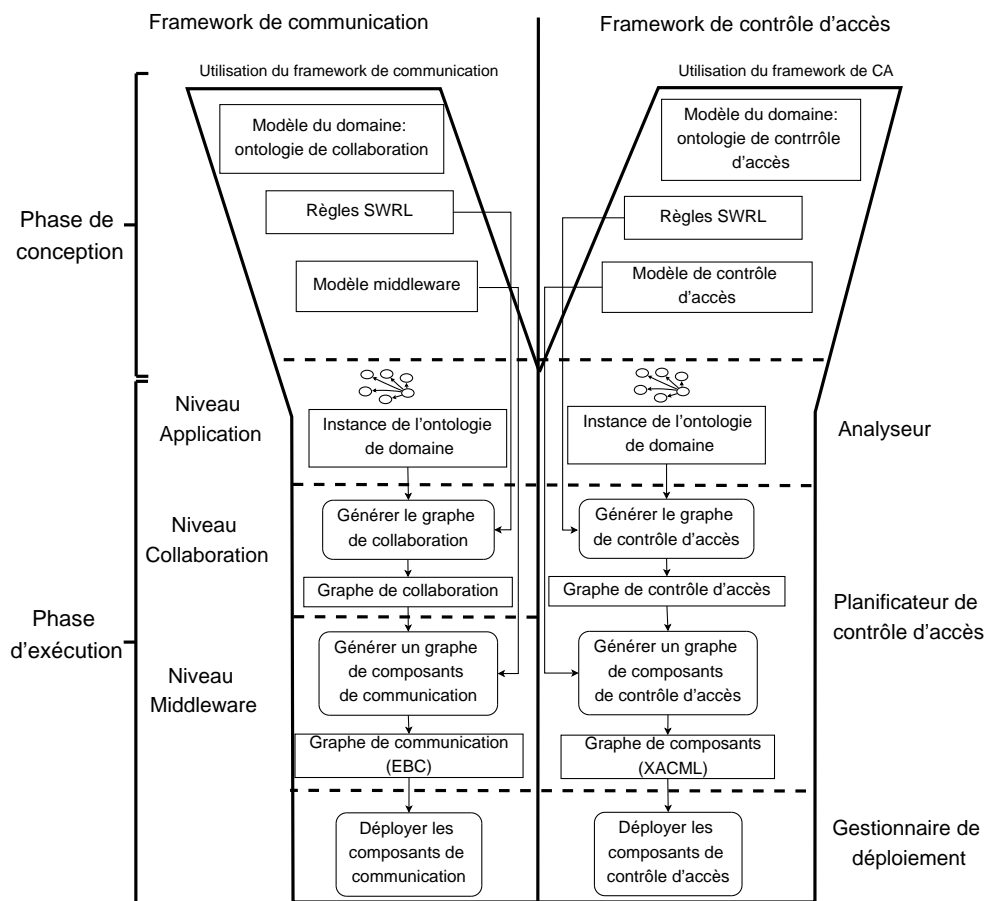 Framework de communication
Framework de contrôle d'accès
Utilisation du framework de communication
Utilisation du framework de CA
Phase de
conception
Modèle du domaine:
ontologie de collaboration
Règles SWRL
Modèle middleware
Modèle du domaine:
ontologie de contrrôle
d'accès
Règles SWRL
Modèle de contrôle
d'accès
Phase
d'exécution
Niveau
Application
Instance de l'ontologie
de domaine
Instance de l'ontologie
de domaine
Analyseur
Niveau
Collaboration
Générer le graphe
de collaboration
Générer le graphe
de contrôle d'accès
Graphe de collaboration
Graphe de contrôle d'accès
Planificateur de
contrôle d'accès
Niveau
Middleware
Générer un graphe
de composants
de communication
Générer un graphe
de composants
de contrôle d'accès
Graphe de communication
(EBC)
Graphe de composants
(XACML)
Déployer les
composants de
communication
Déployer les
composants de
contrôle d'accès
Gestionnaire de
déploiement